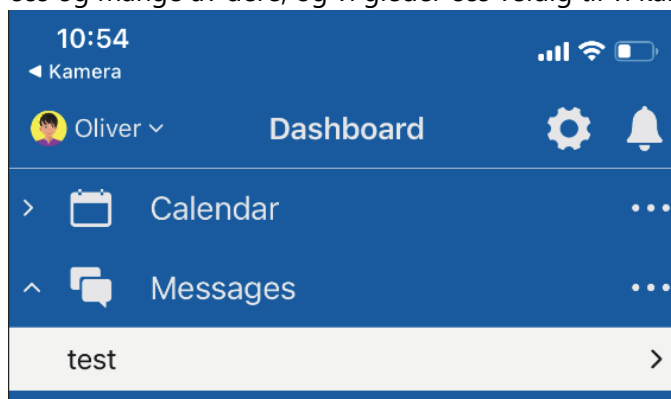 10:54
◀ Kamera
Oliver
Dashboard
Calendar
Messages
test